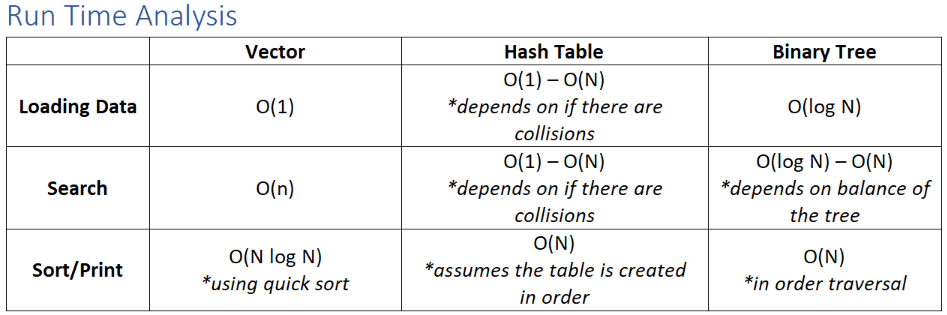 Run Time Analysis
Vector Hash Table Binary Tree
Loading Data
O(1)
O(1) – O(N)
*depends on if there are
collisions
O(log N)
Search
O(n)
O(1) – O(N)
*depends on if there are
collisions
O(log N) – O(N)
*depends on balance of
the tree
Sort/Print
O(N log N)
*using quick sort
O(N)
*assumes the table is created
in order
O(N)
*in order traversal